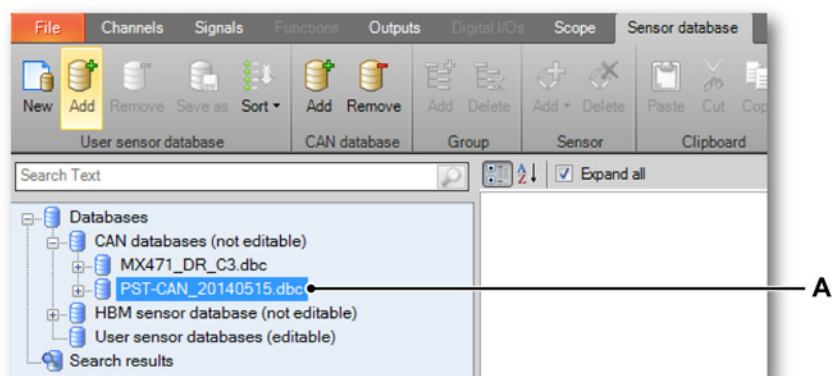 File Channels Signals Functions Outputs Digital I/Os Scope Sensor database
New Add Remove Save as Sort Add Remove Add Delete Add Delete Paste Cut Cop
User sensor database CAN database Group Sensor Clipboard
Search Text Expand all
Databases
CAN databases (not editable)
MX471_DR_C3.dbc
PST-CAN_20140515.dbc A
HBM sensor database (not editable)
User sensor databases (editable)
Search results